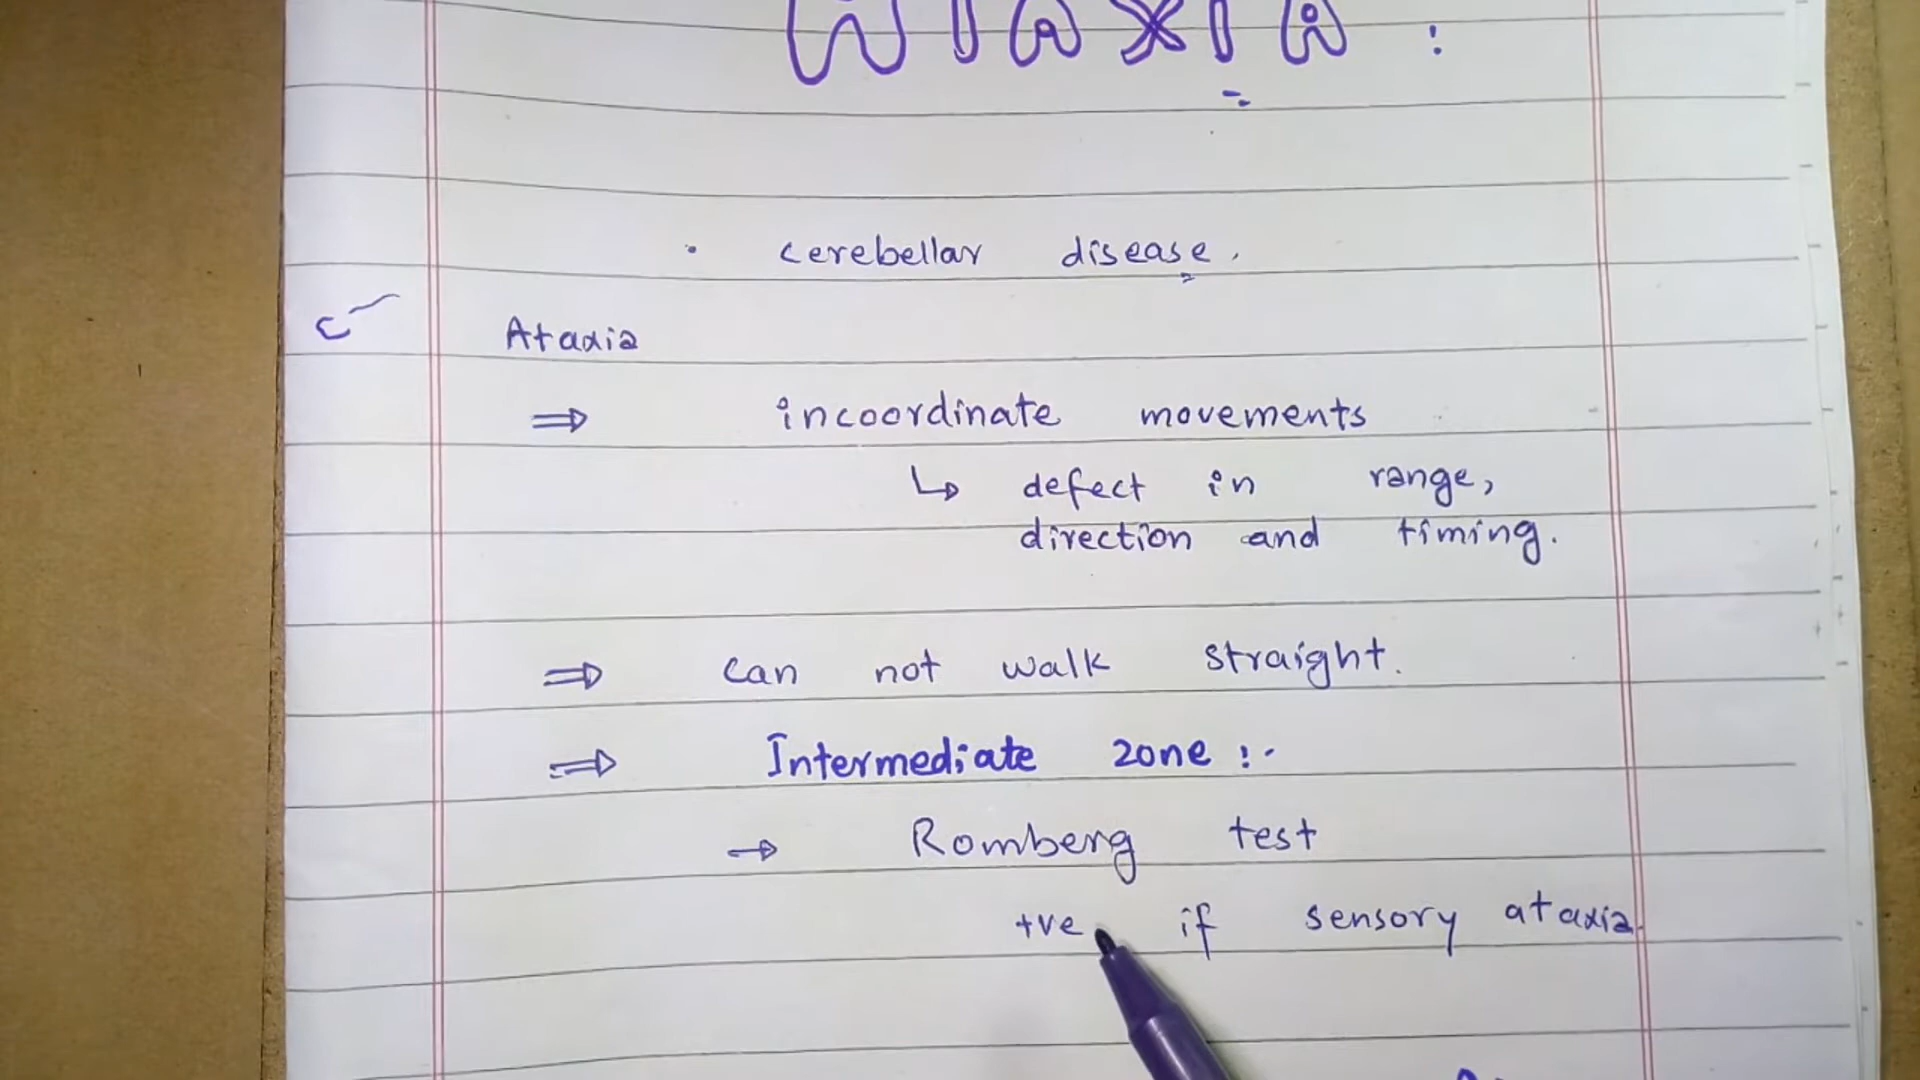 ATAXIA :
• cerebellar disease.
Ataxia
⇒ incoordinate movements
↳ defect in range,
direction and timing.
⇒ can not walk straight.
⇒ Intermediate zone :-
→ Romberg test
+ve if sensory ataxia